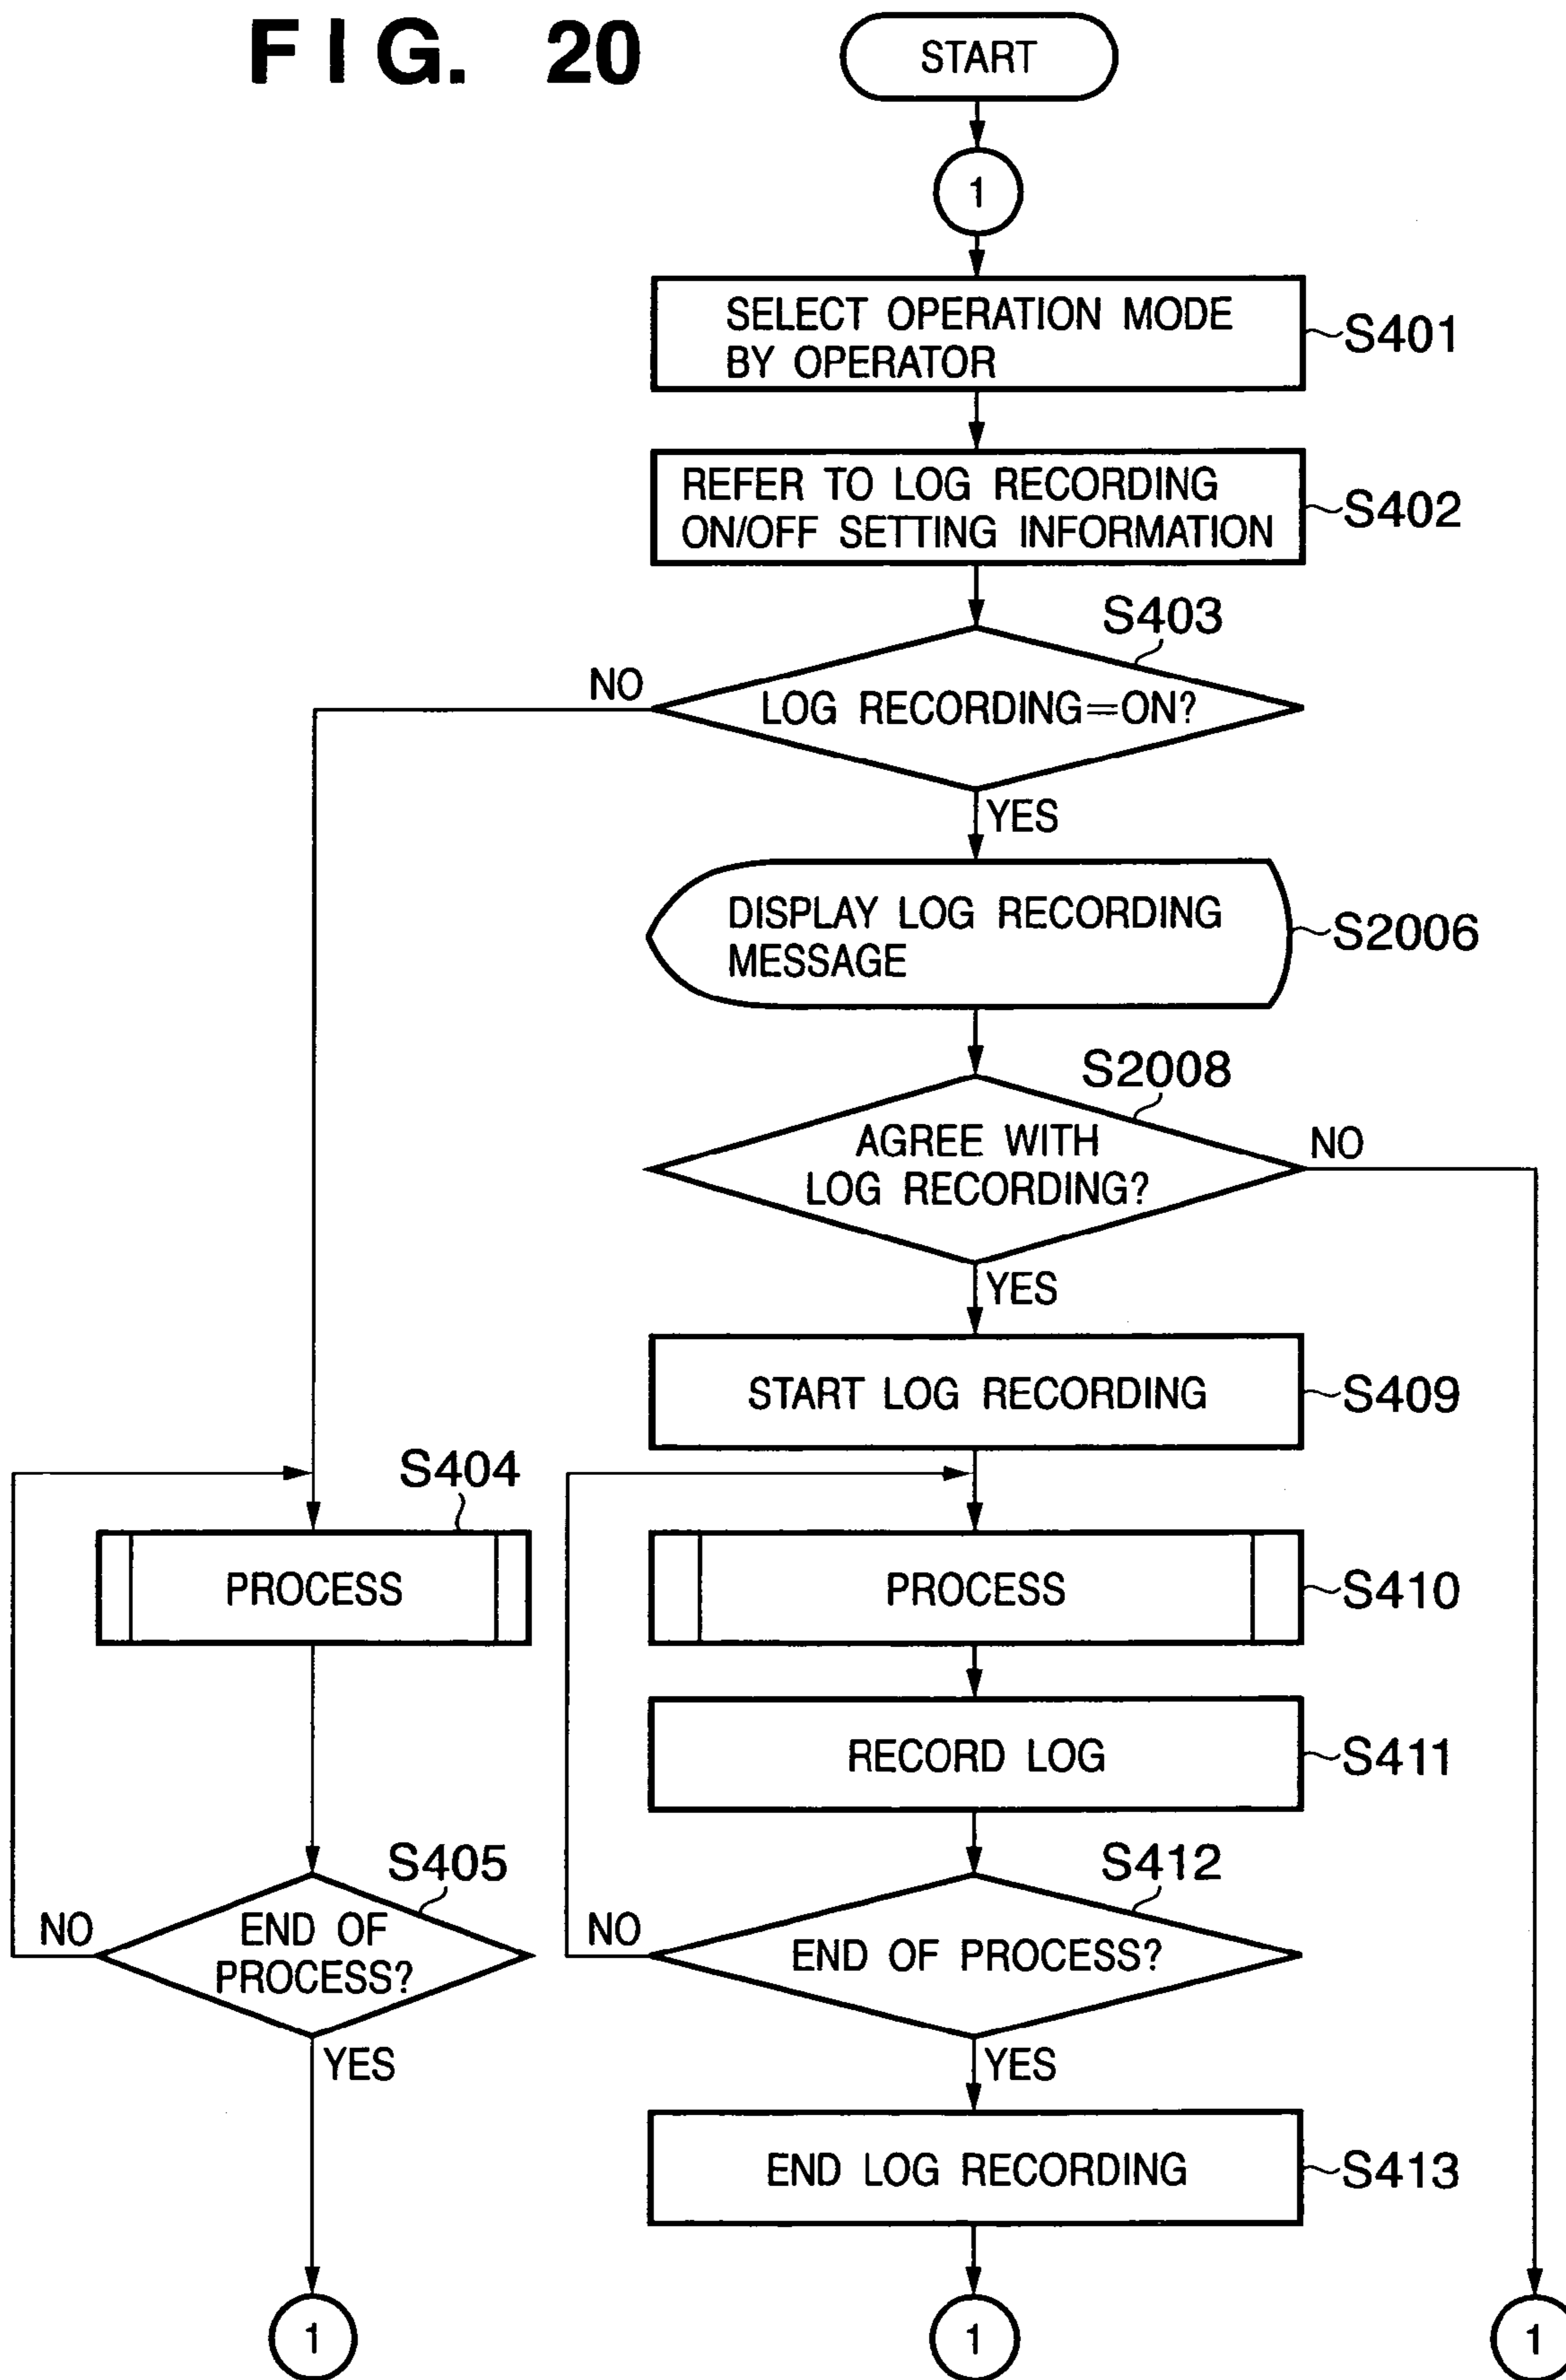 FIG. 20
START
1
SELECT OPERATION MODE
BY OPERATOR
S401
REFER TO LOG RECORDING
ON/OFF SETTING INFORMATION
S402
S403
LOG RECORDING=ON?
NO
YES
DISPLAY LOG RECORDING
MESSAGE
S2006
S2008
AGREE WITH
LOG RECORDING?
NO
YES
START LOG RECORDING
S409
S404
PROCESS
PROCESS
S410
RECORD LOG
S411
S405
END OF
PROCESS?
NO
YES
S412
END OF PROCESS?
NO
YES
END LOG RECORDING
S413
1
1
1